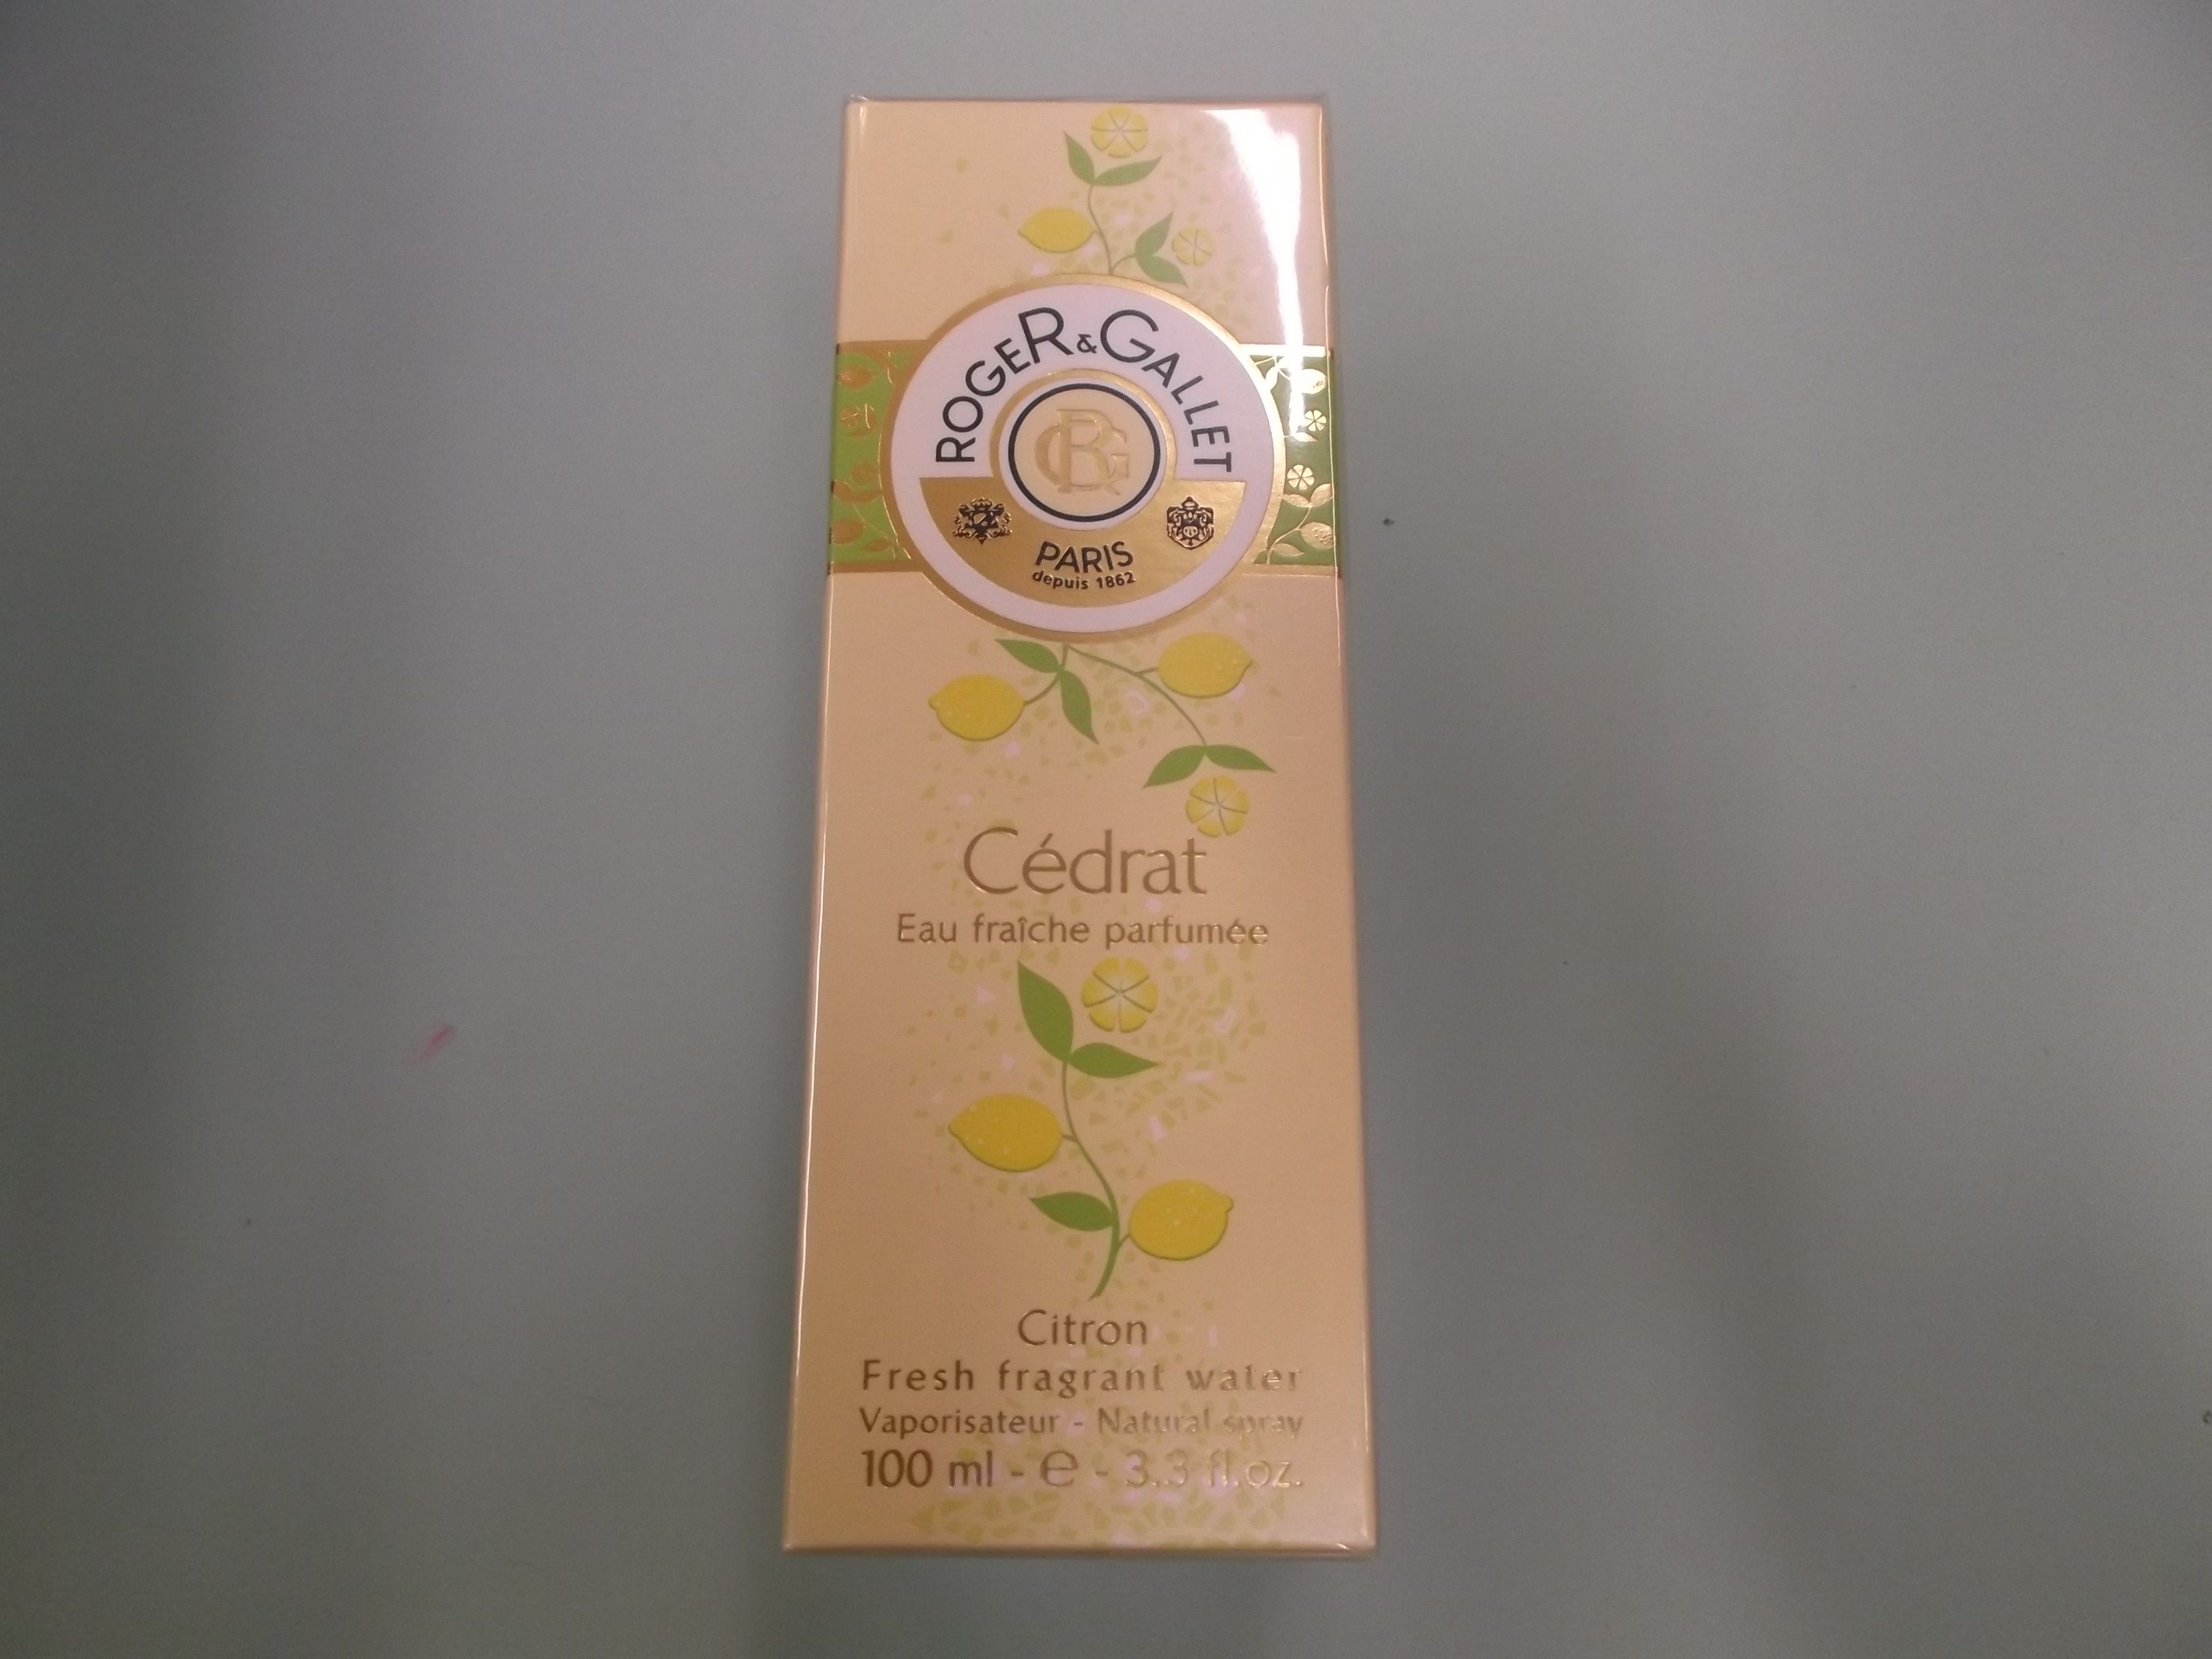 ROGER & GALLET
RG
PARIS
depuis 1862
Cédrat
Eau fraîche parfumée
Citron
Fresh fragrant water
Vaporisateur - Natural spray
100 ml - e - 3.3 fl.oz.